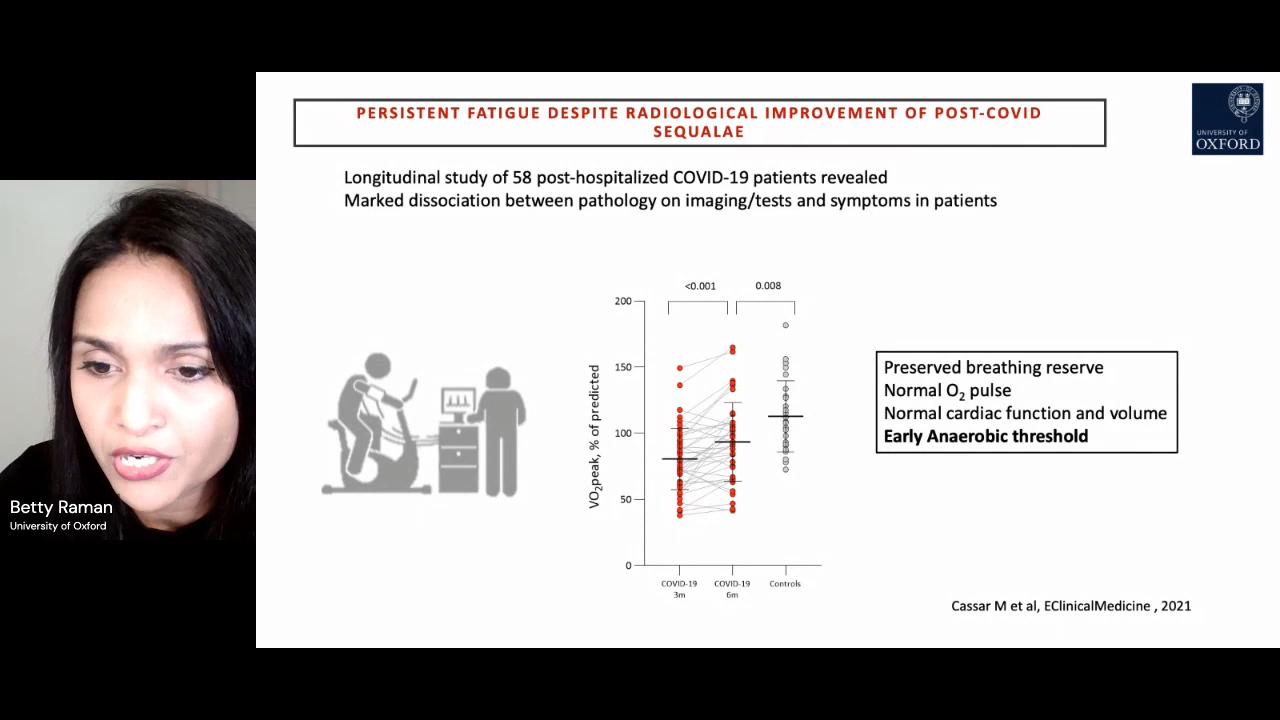 PERSISTENT FATIGUE DESPITE RADIOLOGICAL IMPROVEMENT OF POST-COVID
SEQUALAE
UNIVERSITY OF
OXFORD
Longitudinal study of 58 post-hospitalized COVID-19 patients revealed
Marked dissociation between pathology on imaging/tests and symptoms in patients
<0.001
0.008
200
150
100
50
0
VO2peak, % of predicted
COVID-19
3m
COVID-19
6m
Controls
Preserved breathing reserve
Normal O2 pulse
Normal cardiac function and volume
Early Anaerobic threshold
Cassar M et al, EClinicalMedicine , 2021
Betty Raman
University of Oxford